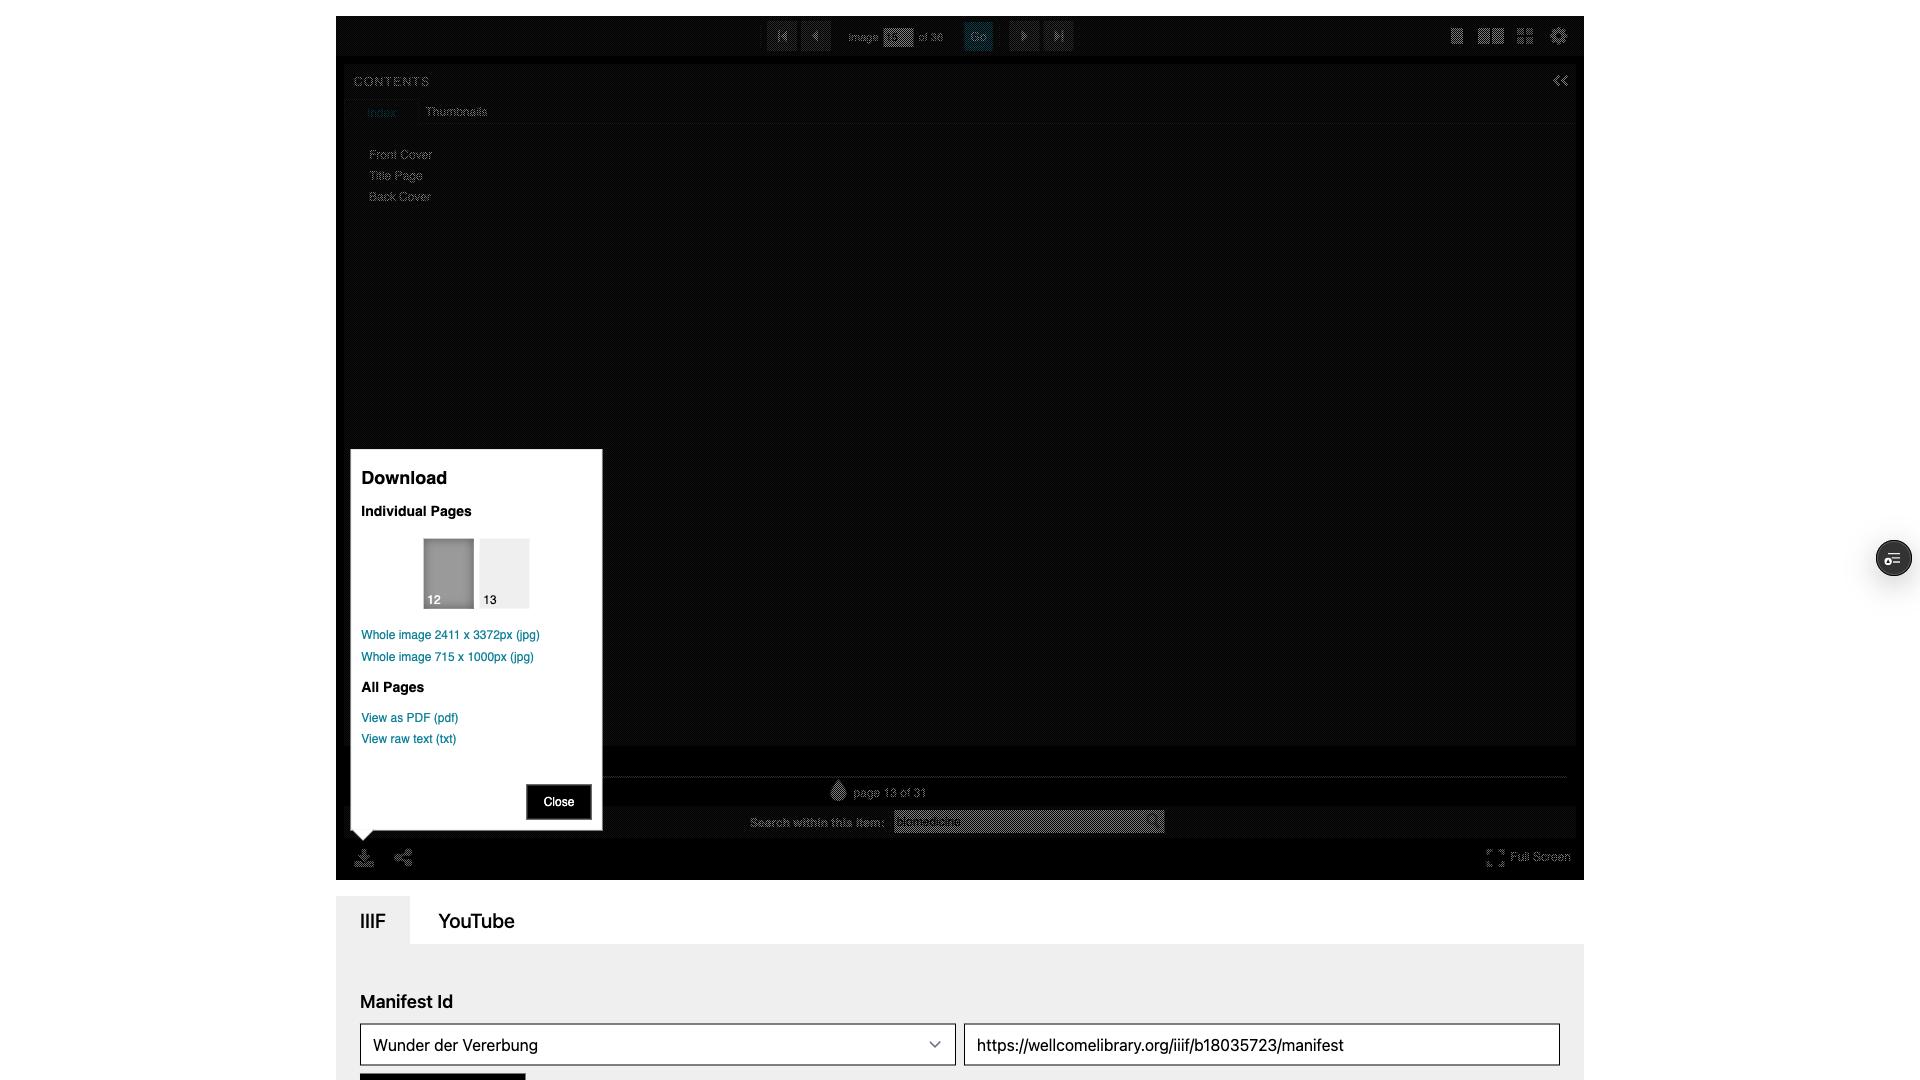 Image
of 36
Go
CONTENTS
Index
Thumbnails
Front Cover
Title Page
Back Cover
Download
Individual Pages
12
13
Whole image 2411 x 3372px (jpg)
Whole image 715 x 1000px (jpg)
All Pages
View as PDF (pdf)
View raw text (txt)
Close
page 13 of 31
Search within this item:
biomedicine
Full Screen
IIIF
YouTube
Manifest Id
Wunder der Vererbung
https://wellcomelibrary.org/iiif/b18035723/manifest